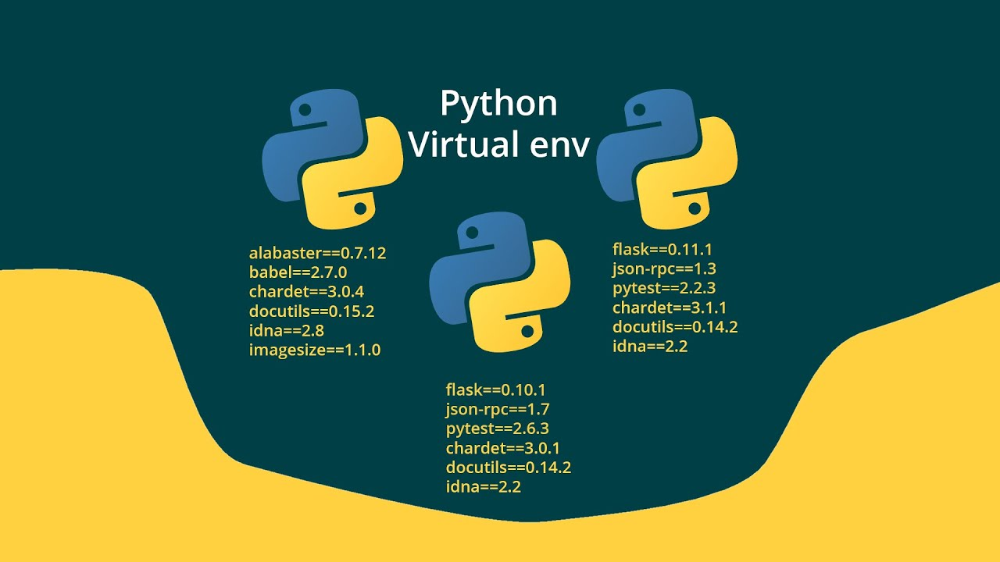 Python
Virtual env
alabaster==0.7.12
babel==2.7.0
chardet==3.0.4
docutils==0.15.2
idna==2.8
imagesize==1.1.0
flask==0.10.1
json-rpc==1.7
pytest==2.6.3
chardet==3.0.1
docutils==0.14.2
idna==2.2
flask==0.11.1
json-rpc==1.3
pytest==2.2.3
chardet==3.1.1
docutils==0.14.2
idna==2.2